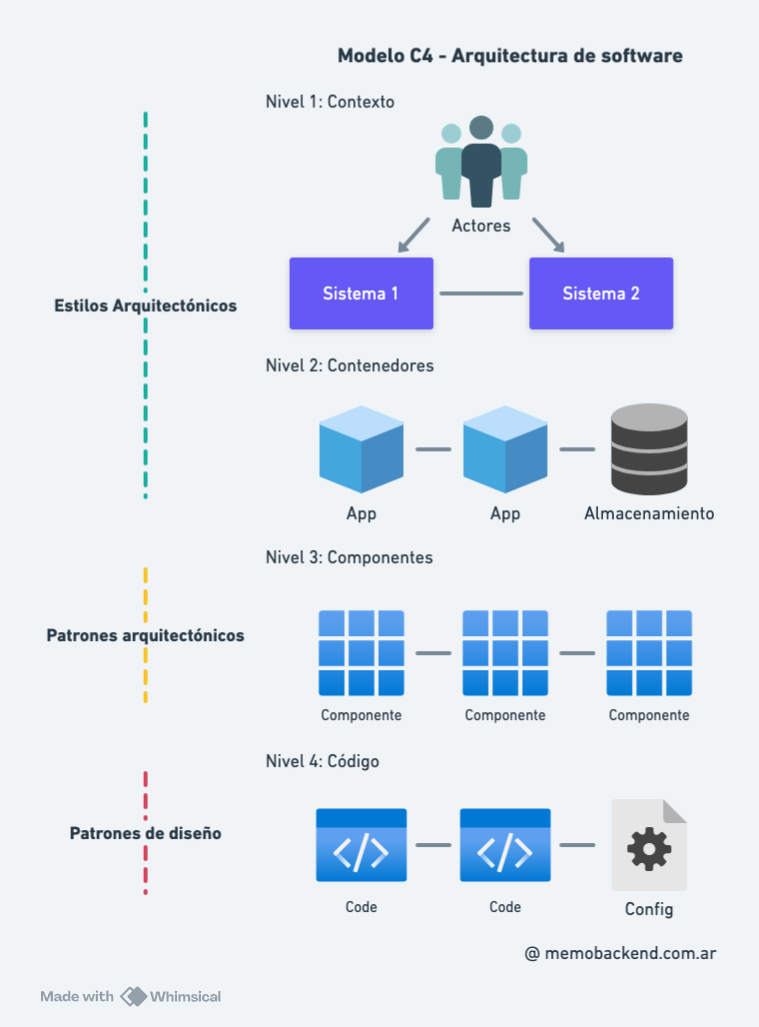 Modelo C4 - Arquitectura de software
Nivel 1: Contexto
Actores
Sistema 1
Sistema 2
Estilos Arquitectónicos
Nivel 2: Contenedores
App
App
Almacenamiento
Nivel 3: Componentes
Patrones arquitectónicos
Componente
Componente
Componente
Nivel 4: Código
Patrones de diseño
</>
</>
Code
Code
Config
@ memobackend.com.ar
Made with Whimsical